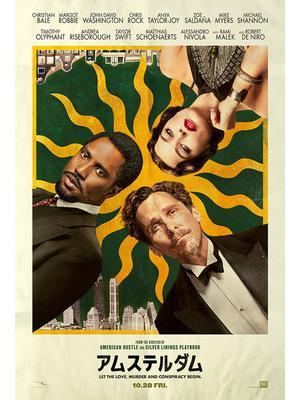 CHRISTIAN BALE MARGOT ROBBIE JOHN DAVID WASHINGTON CHRIS ROCK ANYA TAYLOR-JOY ZOE SALDAÑA MIKE MYERS MICHAEL SHANNON
TIMOTHY OLYPHANT ANDREA RISEBOROUGH TAYLOR SWIFT MATTHIAS SCHOENAERTS ALESSANDRO NIVOLA WITH RAMI MALEK AND ROBERT DE NIRO
FROM THE DIRECTOR OF
AMERICAN HUSTLE AND SILVER LININGS PLAYBOOK
アムステルダム
LET THE LOVE, MURDER AND CONSPIRACY BEGIN.
10.28 FRI.